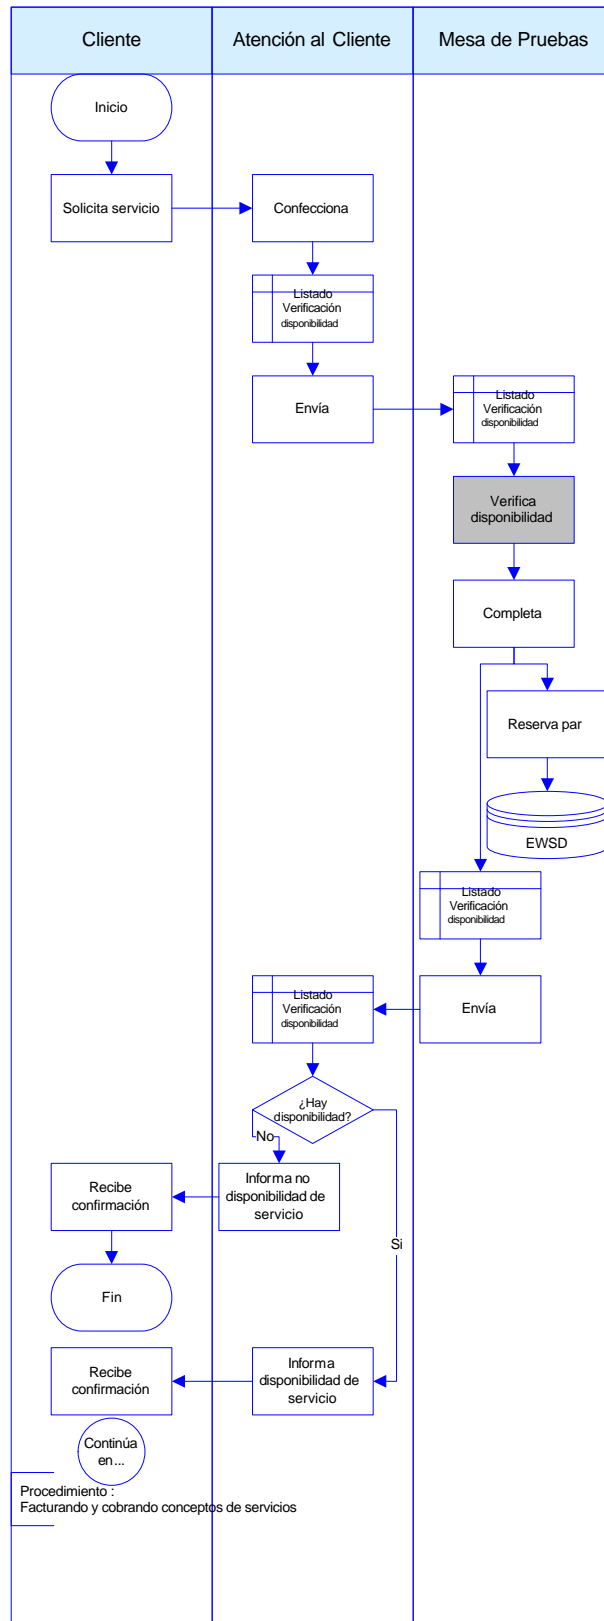 Cliente
Atención al Cliente
Mesa de Pruebas
Inicio
Solicita servicio
Confecciona
Listado
Verificación
disponibilidad
Envía
Listado
Verificación
disponibilidad
Verifica
disponibilidad
Completa
Reserva par
EWSD
Listado
Verificación
disponibilidad
Envía
Listado
Verificación
disponibilidad
¿Hay
disponibilidad?
No
Si
Informa no
disponibilidad de
servicio
Recibe
confirmación
Fin
Informa
disponibilidad de
servicio
Recibe
confirmación
Continúa
en...
Procedimiento :
Facturando y cobrando conceptos de servicios